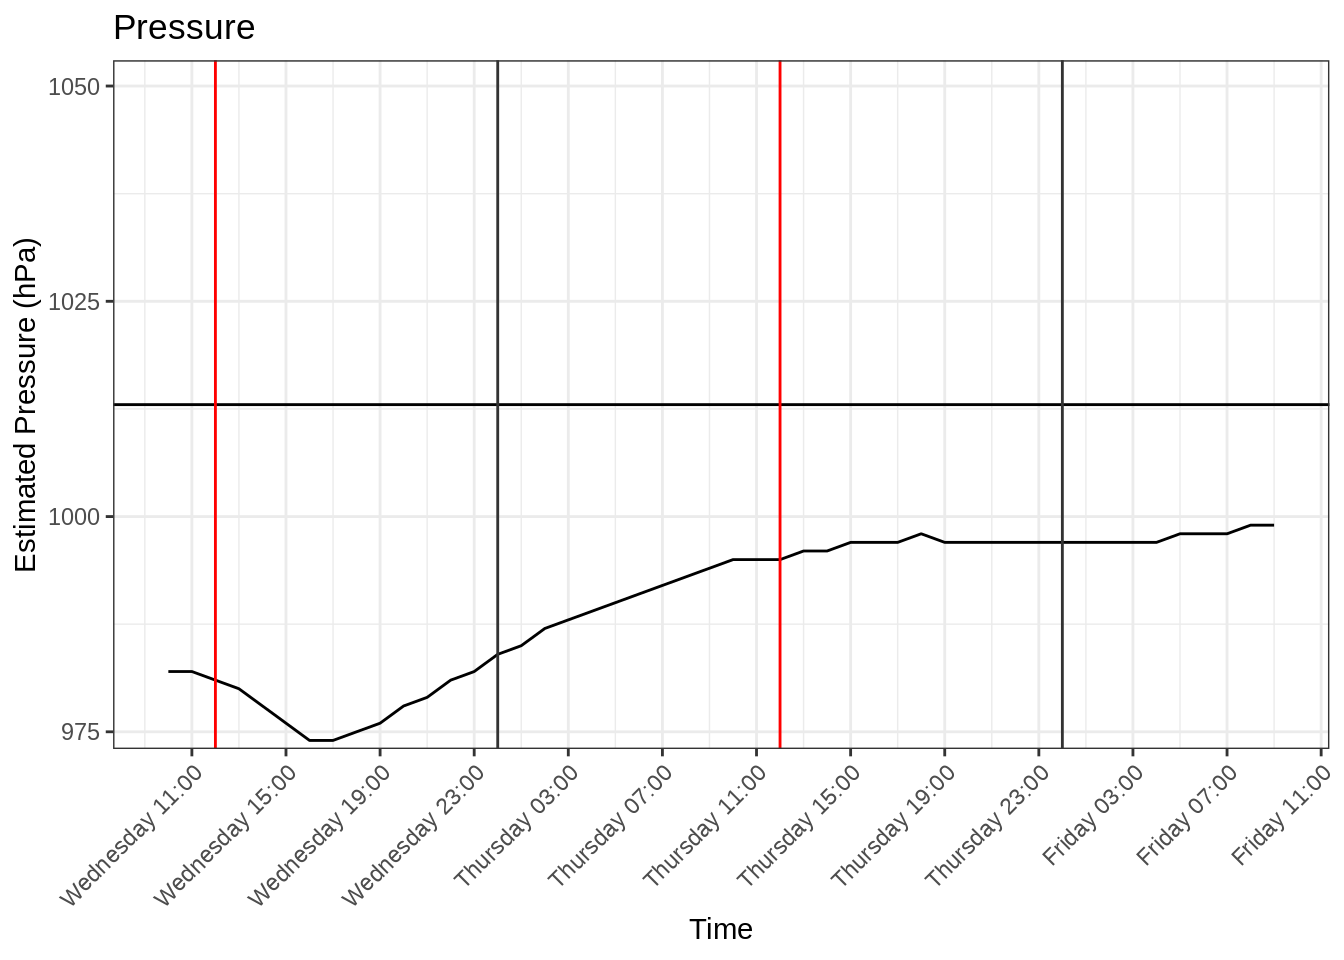 Pressure
Estimated Pressure (hPa)
1050
1025
1000
975
Wednesday 11:00
Wednesday 15:00
Wednesday 19:00
Wednesday 23:00
Thursday 03:00
Thursday 07:00
Thursday 11:00
Thursday 15:00
Thursday 19:00
Thursday 23:00
Friday 03:00
Friday 07:00
Friday 11:00
Time